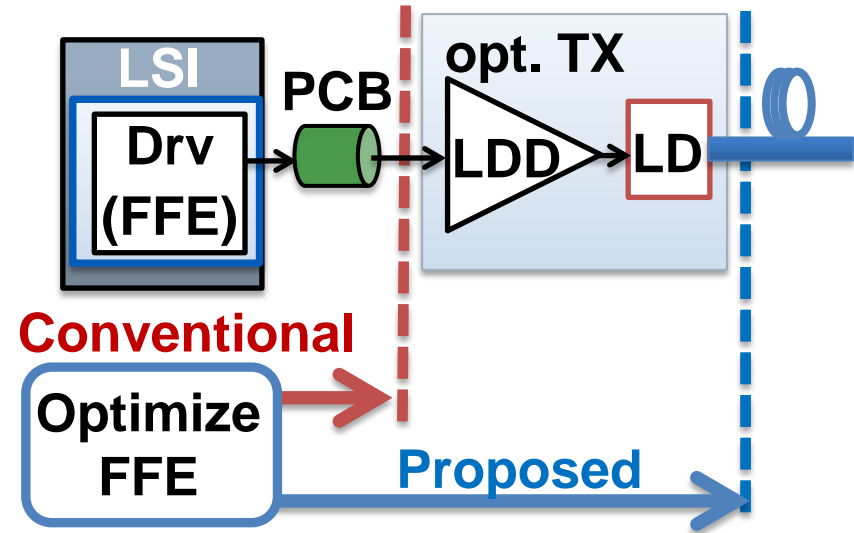 LSI
Drv
(FFE)
PCB
opt. TX
LDD
LD
Conventional
Optimize
FFE
Proposed